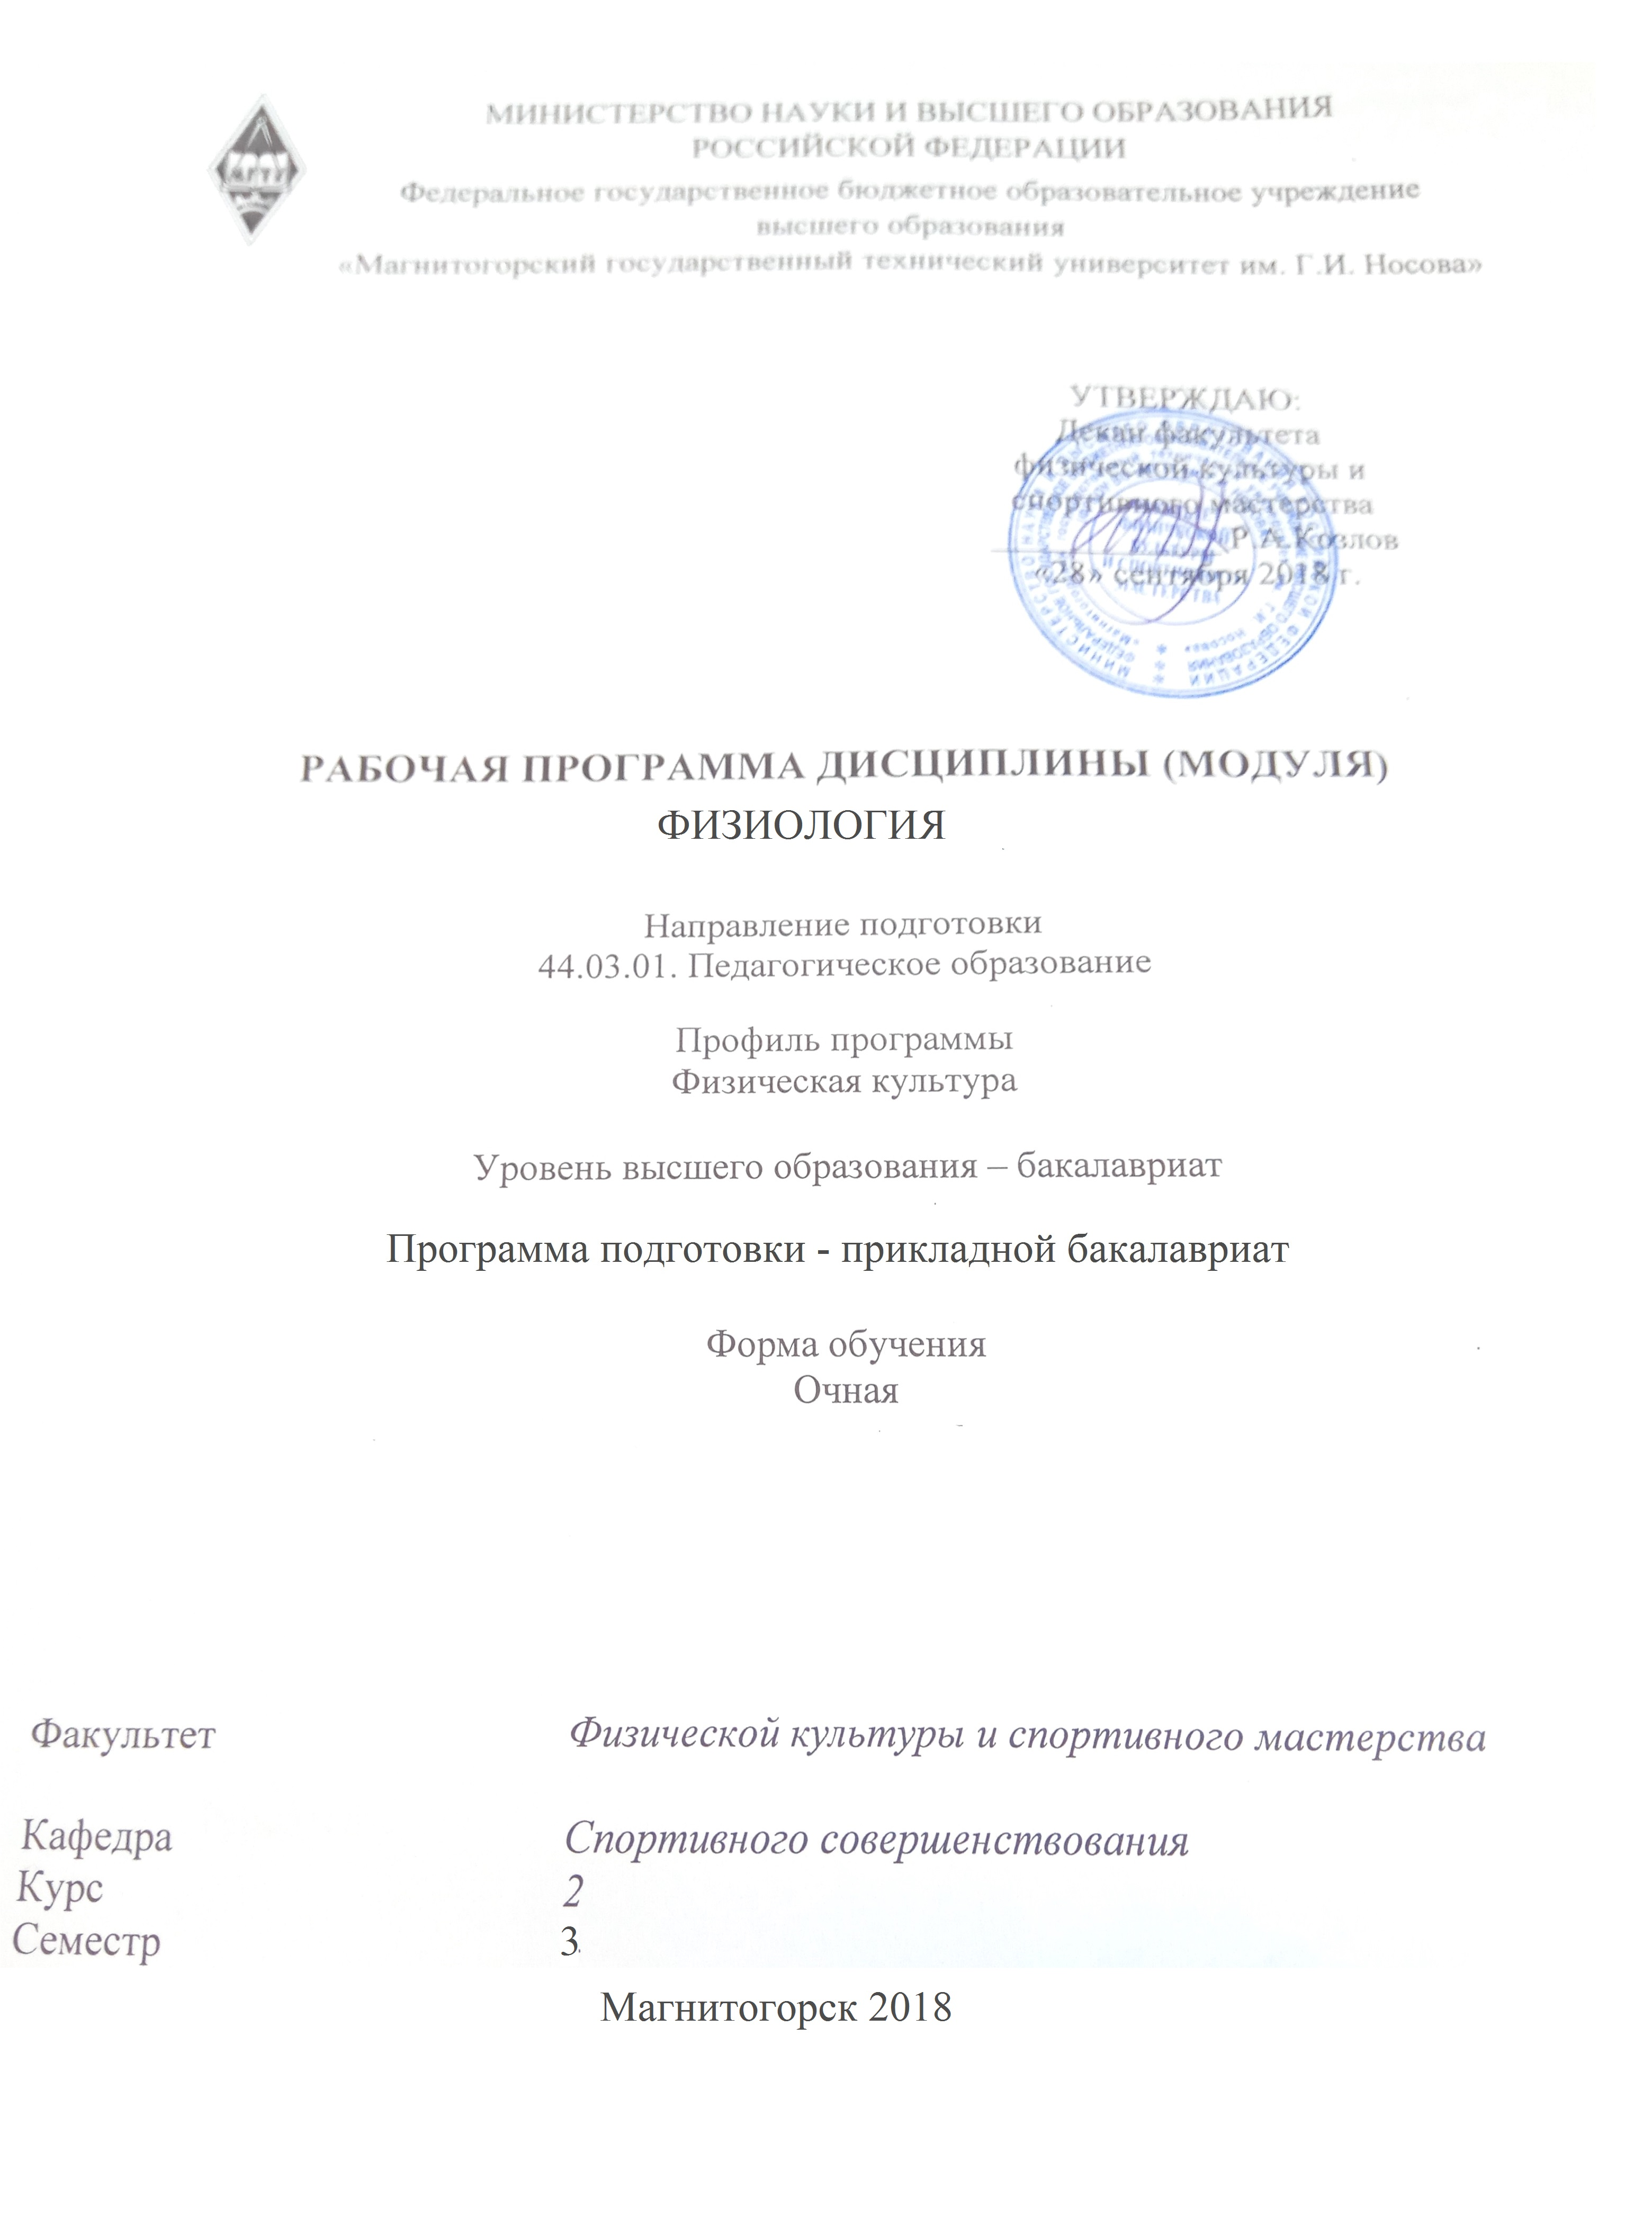 МГТУ
МИНИСТЕРСТВО НАУКИ И ВЫСШЕГО ОБРАЗОВАНИЯ
РОССИЙСКОЙ ФЕДЕРАЦИИ
Федеральное государственное бюджетное образовательное учреждение
высшего образования
«Магнитогорский государственный технический университет им. Г.И. Носова»
УТВЕРЖДАЮ:
Декан факультета
физической культуры и
спортивного мастерства
Р.А.Козлов
«28» сентября 2018 г.
РАБОЧАЯ ПРОГРАММА ДИСЦИПЛИНЫ (МОДУЛЯ)
ФИЗИОЛОГИЯ
Направление подготовки
44.03.01. Педагогическое образование
Профиль программы
Физическая культура
Уровень высшего образования – бакалавриат
Программа подготовки - прикладной бакалавриат
Форма обучения
Очная
Факультет Физической культуры и спортивного мастерства
Кафедра Спортивного совершенствования
Курс 2
Семестр 3
Магнитогорск 2018